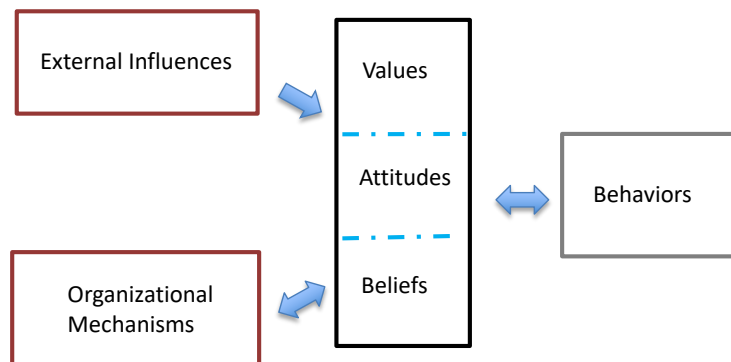 External Influences
Values
Attitudes
Behaviors
Beliefs
Organizational
Mechanisms